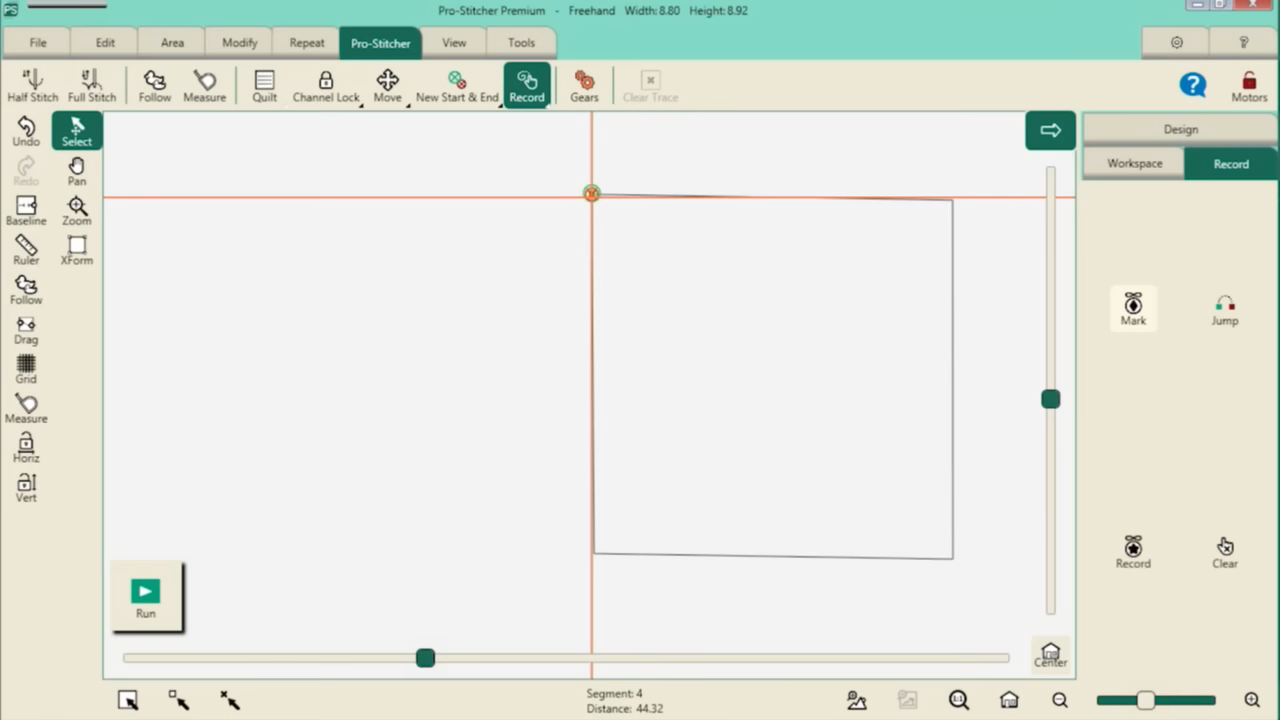 PS
Pro-Stitcher Premium - Freehand Width: 8.80 Height: 8.92
File Edit Area Modify Repeat Pro-Stitcher View Tools ?
Half Stitch Full Stitch Follow Measure Quilt Channel Lock Move New Start & End Record Gears Clear Trace ? Motors
Undo Select
Redo Pan
Baseline Zoom
Ruler XForm
Follow
Drag
Grid
Measure
Horiz
Vert
Design
Workspace Record
Mark Jump
Record Clear
Run
Center
Segment: 4
Distance: 44.32
1:1